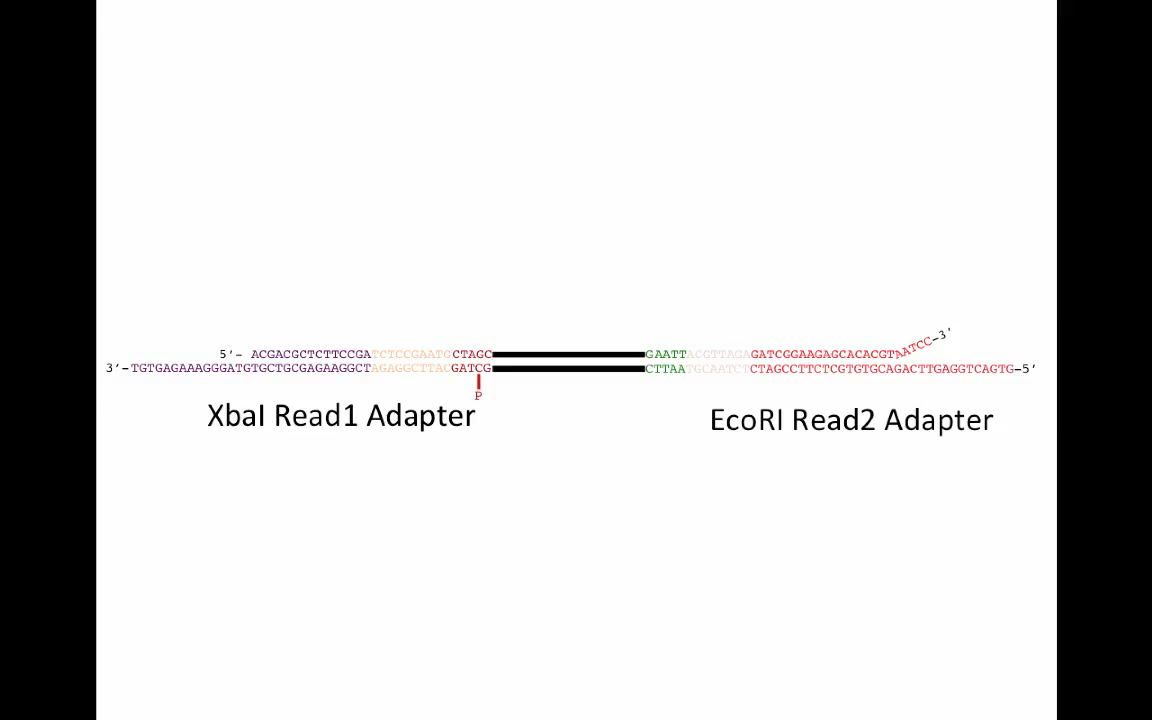 5'- ACGACGCTCTTCCGATCTCCGAATGCTAGC GAATTACGTTAGAGATCGGAAGAGCACACGTAATCC-3'
3'-TGTGAGAAAGGGATGTGCTGCGAGAAGGCTAGAGGCTTACGATCG CTTAATGCAATCTCTAGCCTTCTCGTGTGCAGACTTGAGGTCAGTG-5'
P
XbaI Read1 Adapter
EcoRI Read2 Adapter